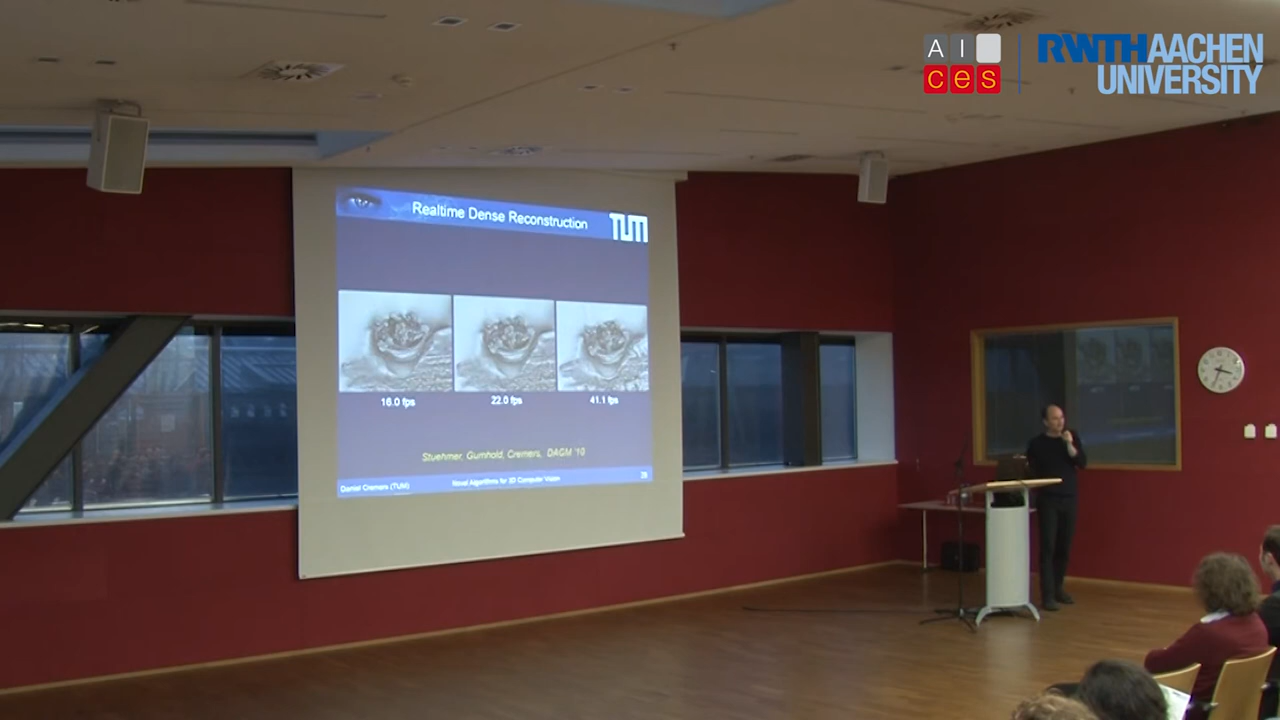 AI
ces
RWTHAACHEN
UNIVERSITY
Realtime Dense Reconstruction
TUM
16.0 fps
22.0 fps
41.1 fps
Stuehmer, Gumhold, Cremers, DAGM '10
Daniel Cremers (TUM)
Novel Algorithms for 3D Computer Vision